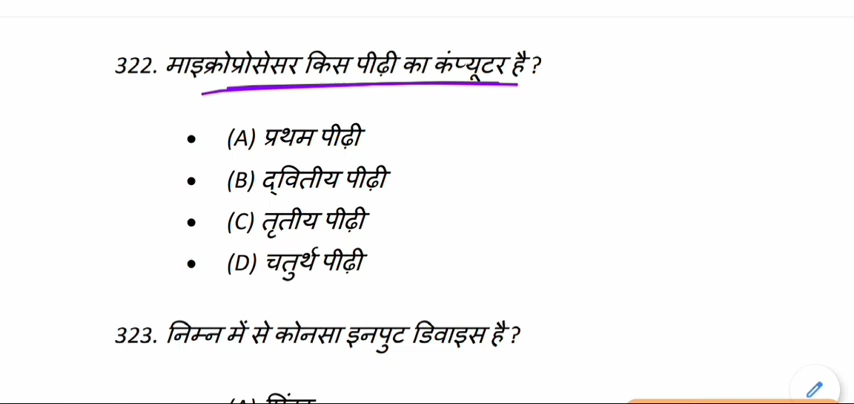 322. माइक्रोप्रोसेसर किस पीढ़ी का कंप्यूटर है?
• (A) प्रथम पीढ़ी
• (B) द्वितीय पीढ़ी
• (C) तृतीय पीढ़ी
• (D) चतुर्थ पीढ़ी
323. निम्न में से कोनसा इनपुट डिवाइस है?